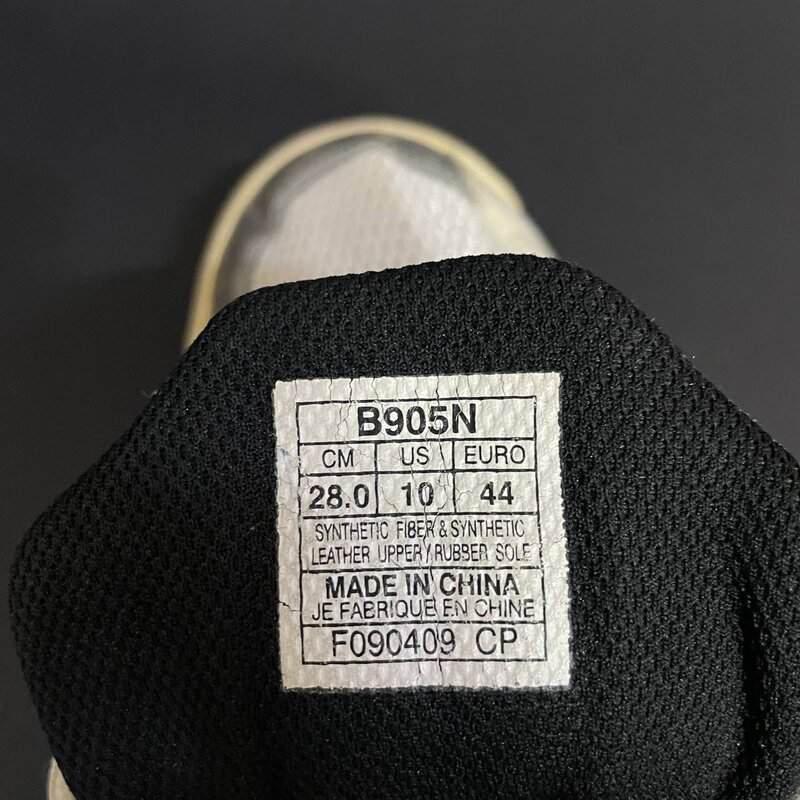 B905N
CM US EURO
28.0 10 44
SYNTHETIC FIBER & SYNTHETIC
LEATHER UPPER / RUBBER SOLE
MADE IN CHINA
JE FABRIQUE EN CHINE
F090409 CP